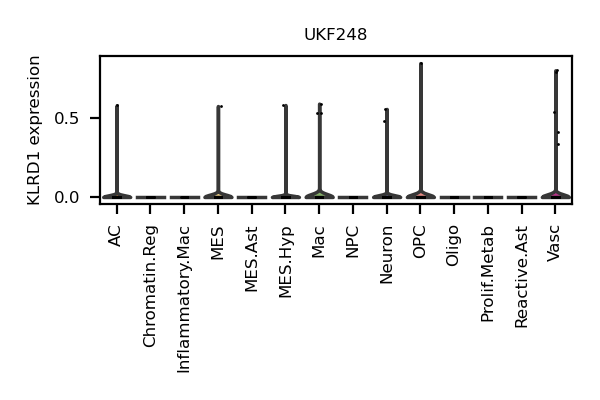 UKF248
KLRD1 expression
0.5
0.0
AC
Chromatin.Reg
Inflammatory.Mac
MES
MES.Ast
MES.Hyp
Mac
NPC
Neuron
OPC
Oligo
Prolif.Metab
Reactive.Ast
Vasc